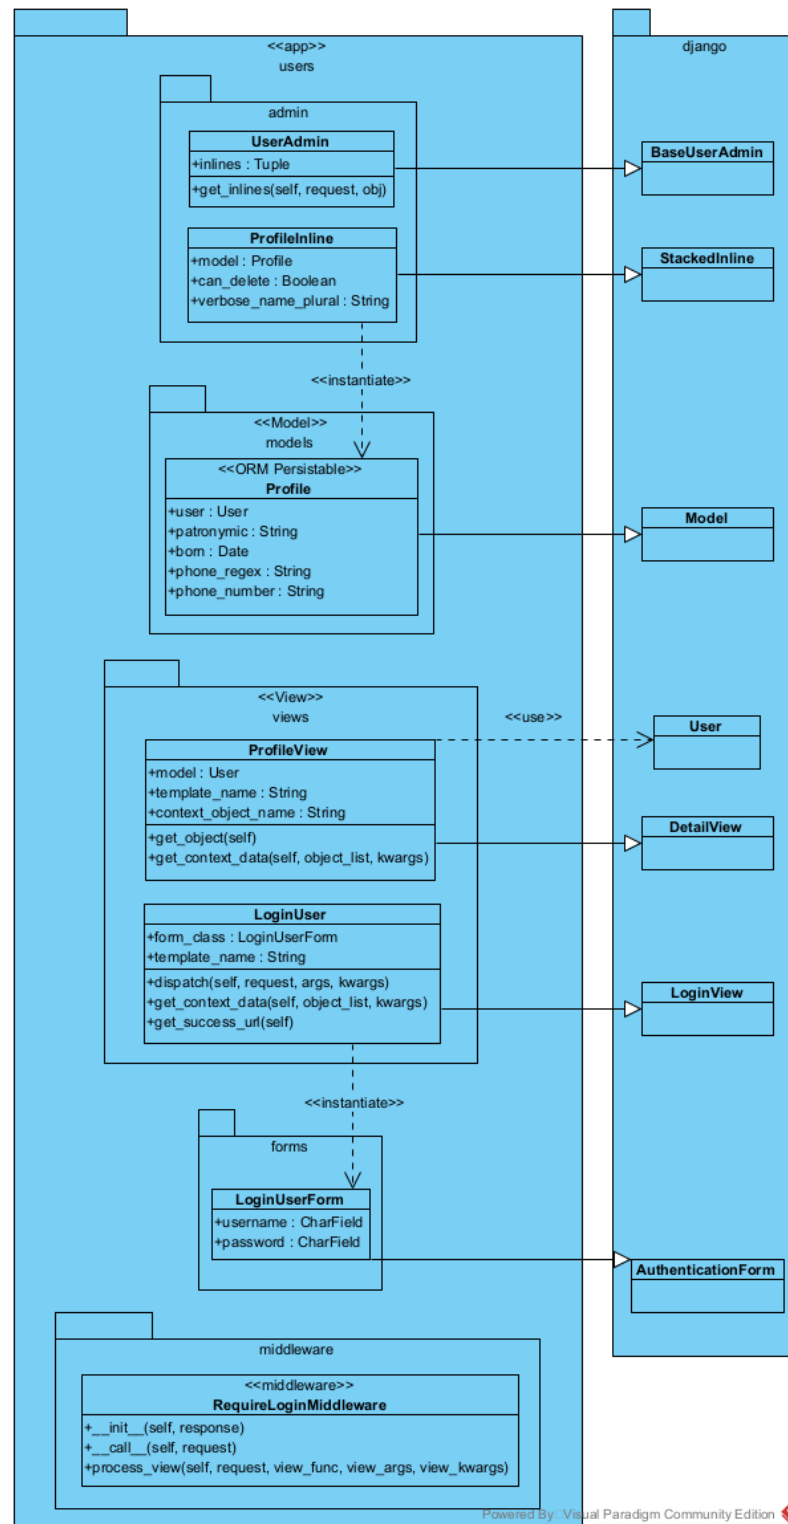 <<app>>
users
admin
UserAdmin
+inlines : Tuple
+get_inlines(self, request, obj)
ProfileInline
+model : Profile
+can_delete : Boolean
+verbose_name_plural : String
<<instantiate>>
<<Model>>
models
<<ORM Persistable>>
Profile
+user : User
+patronymic : String
+born : Date
+phone_regex : String
+phone_number : String
<<View>>
views
<<use>>
ProfileView
+model : User
+template_name : String
+context_object_name : String
+get_object(self)
+get_context_data(self, object_list, kwargs)
LoginUser
+form_class : LoginUserForm
+template_name : String
+dispatch(self, request, args, kwargs)
+get_context_data(self, object_list, kwargs)
+get_success_url(self)
<<instantiate>>
forms
LoginUserForm
+username : CharField
+password : CharField
middleware
<<middleware>>
RequireLoginMiddleware
+__init__(self, response)
+__call__(self, request)
+process_view(self, request, view_func, view_args, view_kwargs)
django
BaseUserAdmin
StackedInline
Model
User
DetailView
LoginView
AuthenticationForm
Powered By Visual Paradigm Community Edition